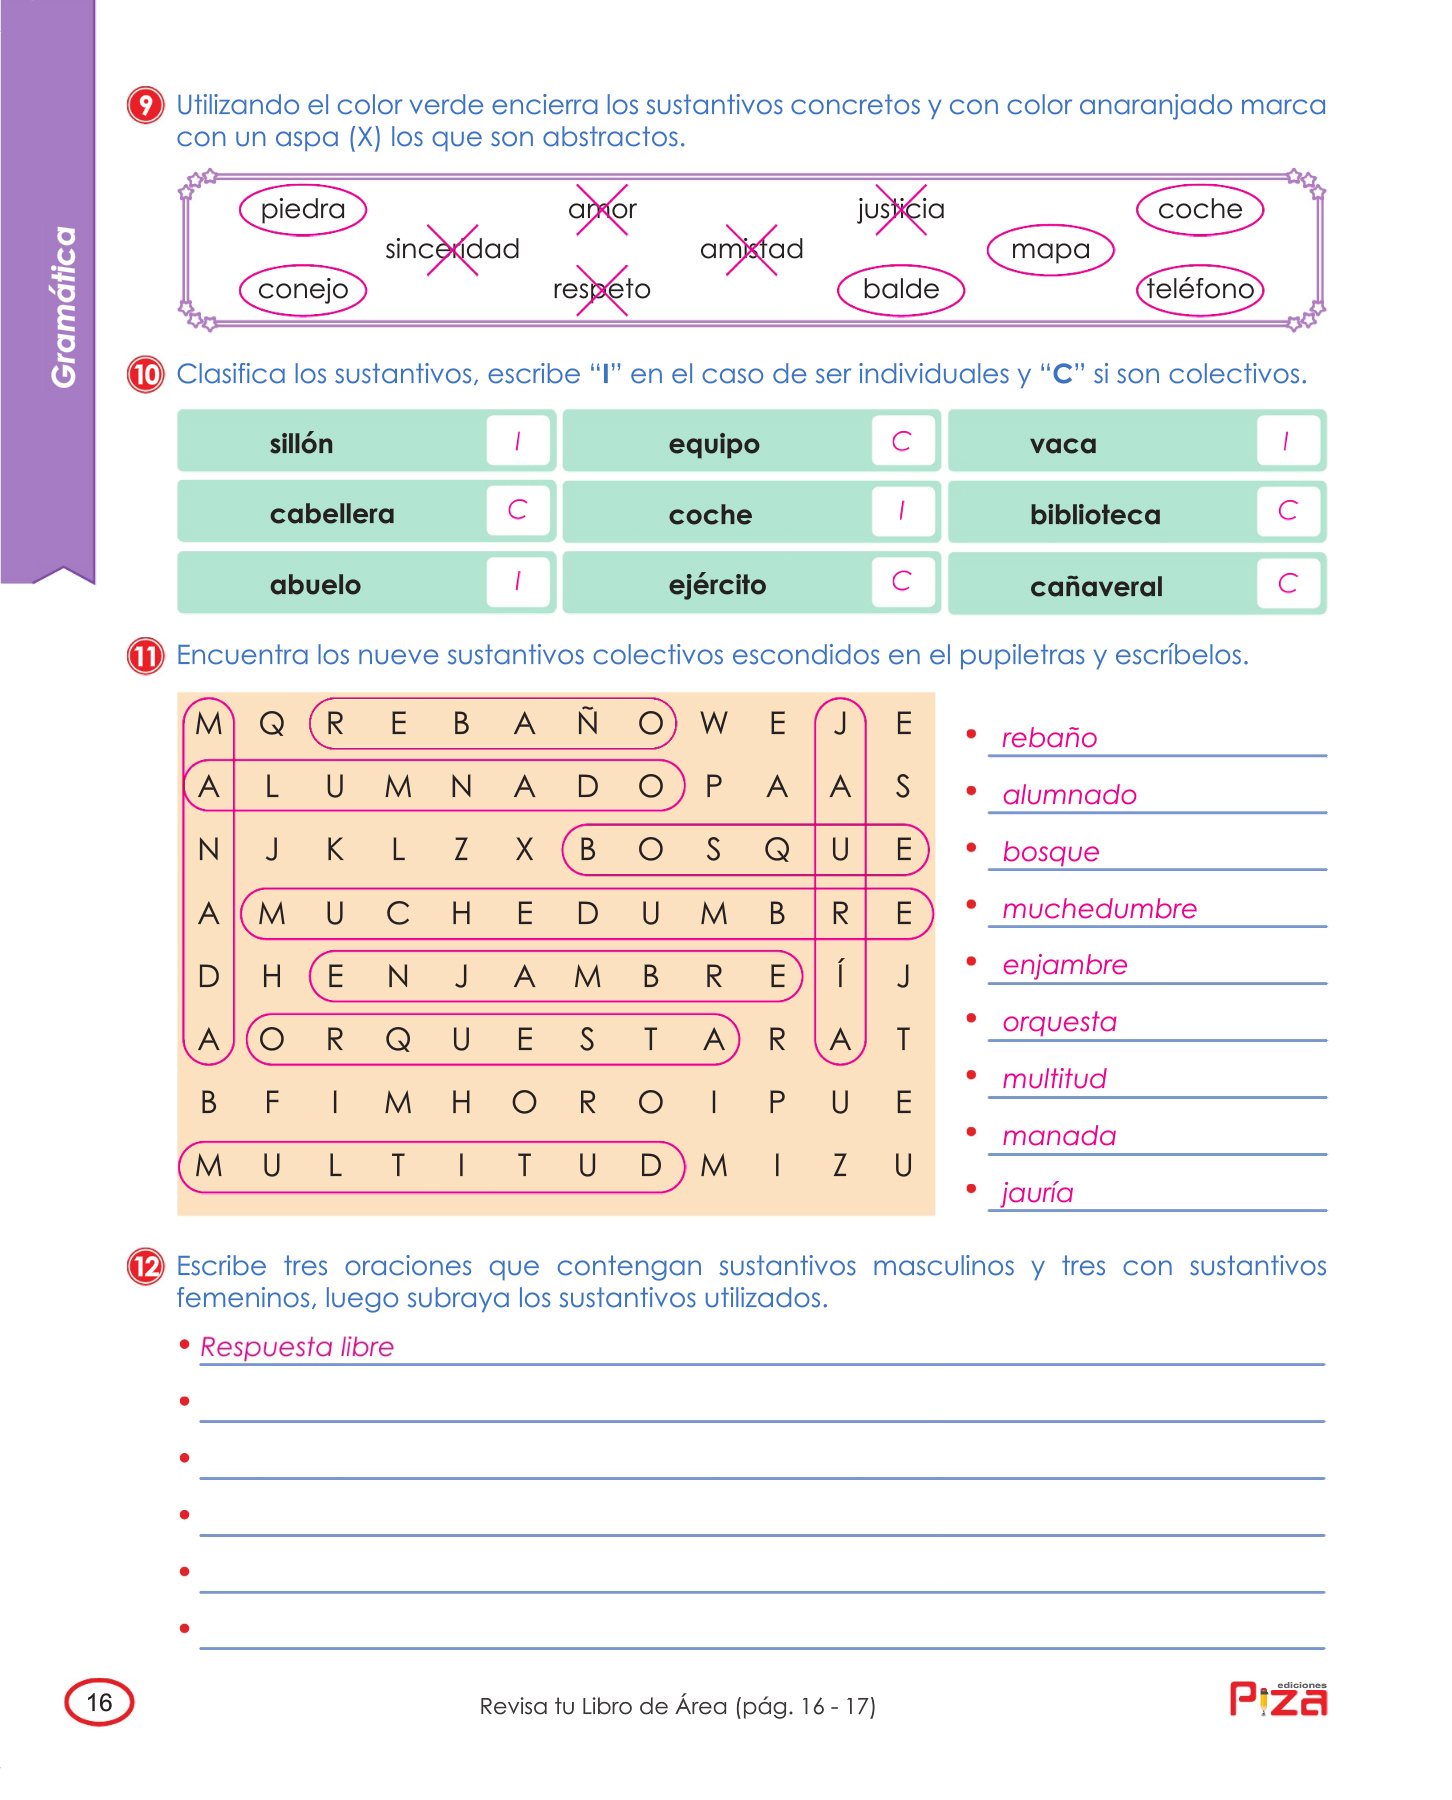 Gramática
9 Utilizando el color verde encierra los sustantivos concretos y con color anaranjado marca
con un aspa (X) los que son abstractos.
piedra amor justicia coche
sinceridad amistad mapa
conejo respeto balde teléfono
10 Clasifica los sustantivos, escribe “I” en el caso de ser individuales y “C” si son colectivos.
sillón I equipo C vaca I
cabellera C coche I biblioteca C
abuelo I ejército C cañaveral C
11 Encuentra los nueve sustantivos colectivos escondidos en el pupiletras y escríbelos.
M Q R E B A Ñ O W E J E
A L U M N A D O P A A S
N J K L Z X B O S Q U E
A M U C H E D U M B R E
D H E N J A M B R E Í J
A O R Q U E S T A R A T
B F I M H O R O I P U E
M U L T I T U D M I Z U
• rebaño
• alumnado
• bosque
• muchedumbre
• enjambre
• orquesta
• multitud
• manada
• jauría
12 Escribe tres oraciones que contengan sustantivos masculinos y tres con sustantivos
femeninos, luego subraya los sustantivos utilizados.
• Respuesta libre
•
•
•
•
•
16
Revisa tu Libro de Área (pág. 16 - 17)
ediciones
Piza